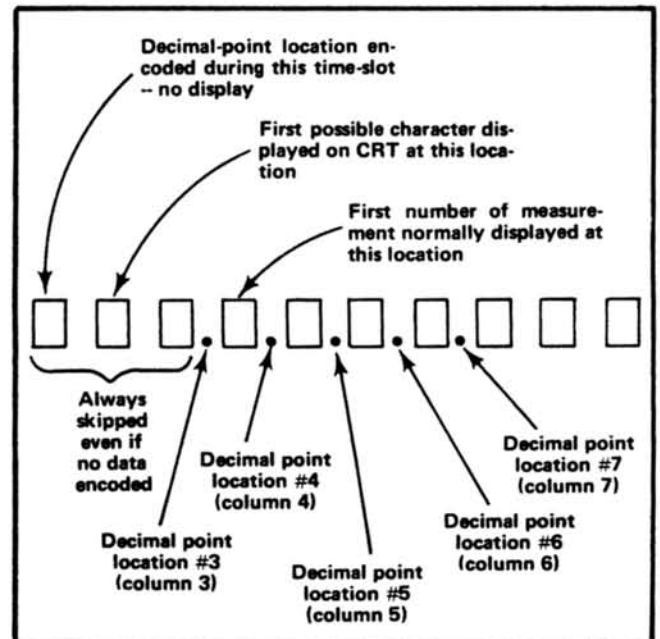 Decimal-point location en-
coded during this time-slot
-- no display
First possible character dis-
played on CRT at this loca-
tion
First number of measure-
ment normally displayed at
this location
Always
skipped
even if
no data
encoded
Decimal point
location #3
(column 3)
Decimal point
location #4
(column 4)
Decimal point
location #5
(column 5)
Decimal point
location #6
(column 6)
Decimal point
location #7
(column 7)